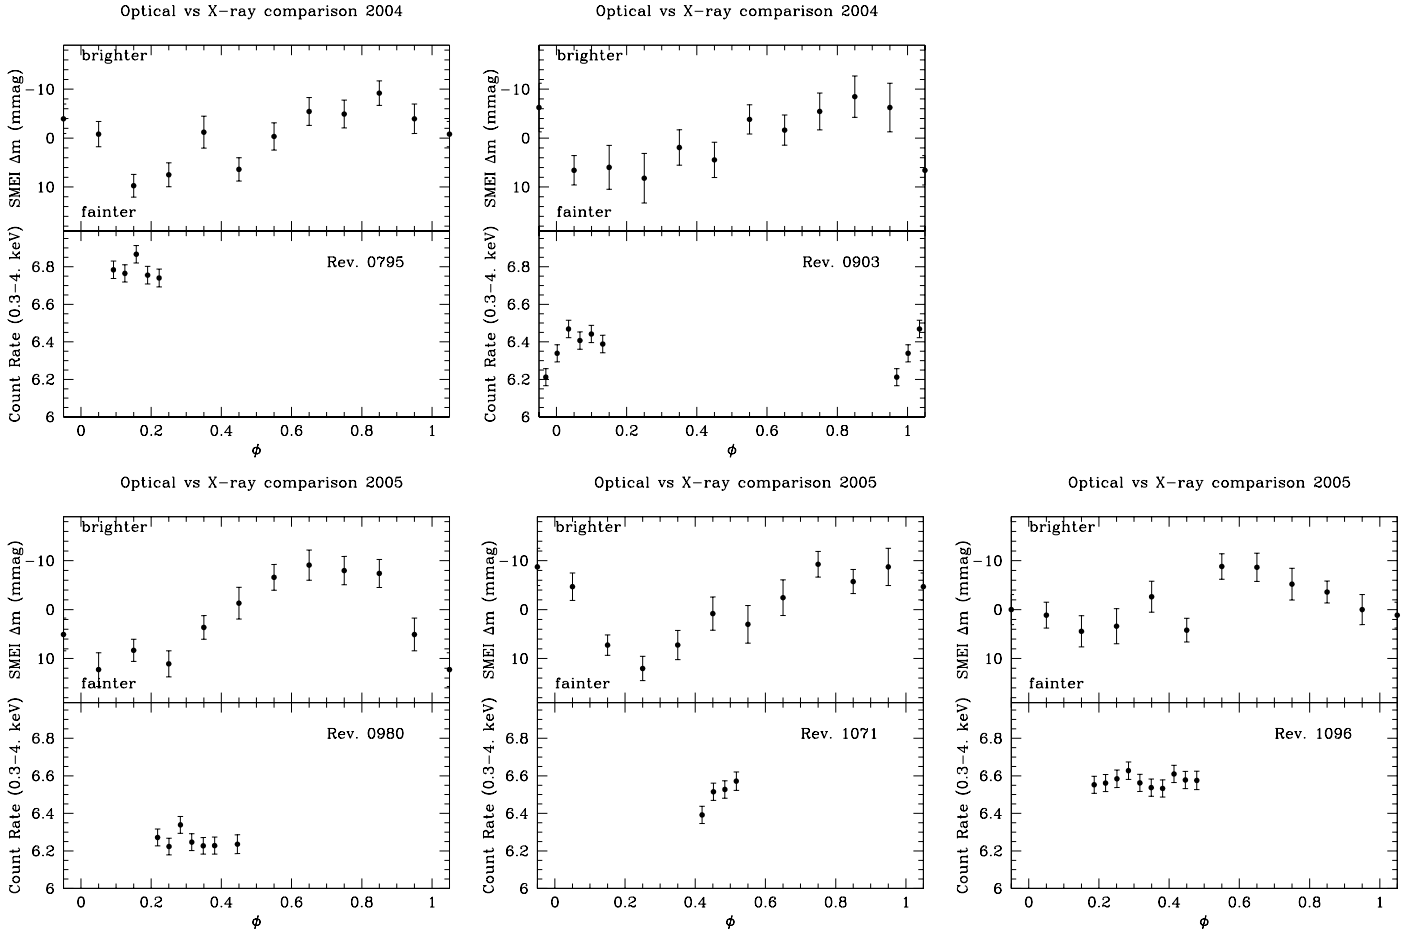 Optical vs X-ray comparison 2004
brighter
SMEI Δm (mmag)
-10
0
10
fainter
Count Rate (0.3-4. keV)
Rev. 0795
6.8
6.6
6.4
6.2
6
0 0.2 0.4 0.6 0.8 1
ϕ
Optical vs X-ray comparison 2004
brighter
SMEI Δm (mmag)
-10
0
10
fainter
Count Rate (0.3-4. keV)
Rev. 0903
6.8
6.6
6.4
6.2
6
0 0.2 0.4 0.6 0.8 1
ϕ
Optical vs X-ray comparison 2005
brighter
SMEI Δm (mmag)
-10
0
10
fainter
Count Rate (0.3-4. keV)
Rev. 0980
6.8
6.6
6.4
6.2
6
0 0.2 0.4 0.6 0.8 1
ϕ
Optical vs X-ray comparison 2005
brighter
SMEI Δm (mmag)
-10
0
10
fainter
Count Rate (0.3-4. keV)
Rev. 1071
6.8
6.6
6.4
6.2
6
0 0.2 0.4 0.6 0.8 1
ϕ
Optical vs X-ray comparison 2005
brighter
SMEI Δm (mmag)
-10
0
10
fainter
Count Rate (0.3-4. keV)
Rev. 1096
6.8
6.6
6.4
6.2
6
0 0.2 0.4 0.6 0.8 1
ϕ